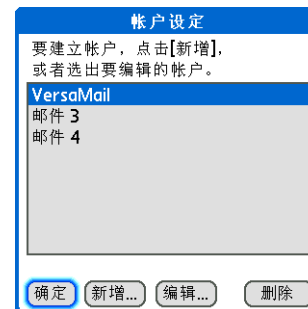 帐户设定
要建立帐户，点击[新增]，
或者选出要编辑的帐户。
VersaMail
邮件 3
邮件 4
确定 新增... 编辑... 删除